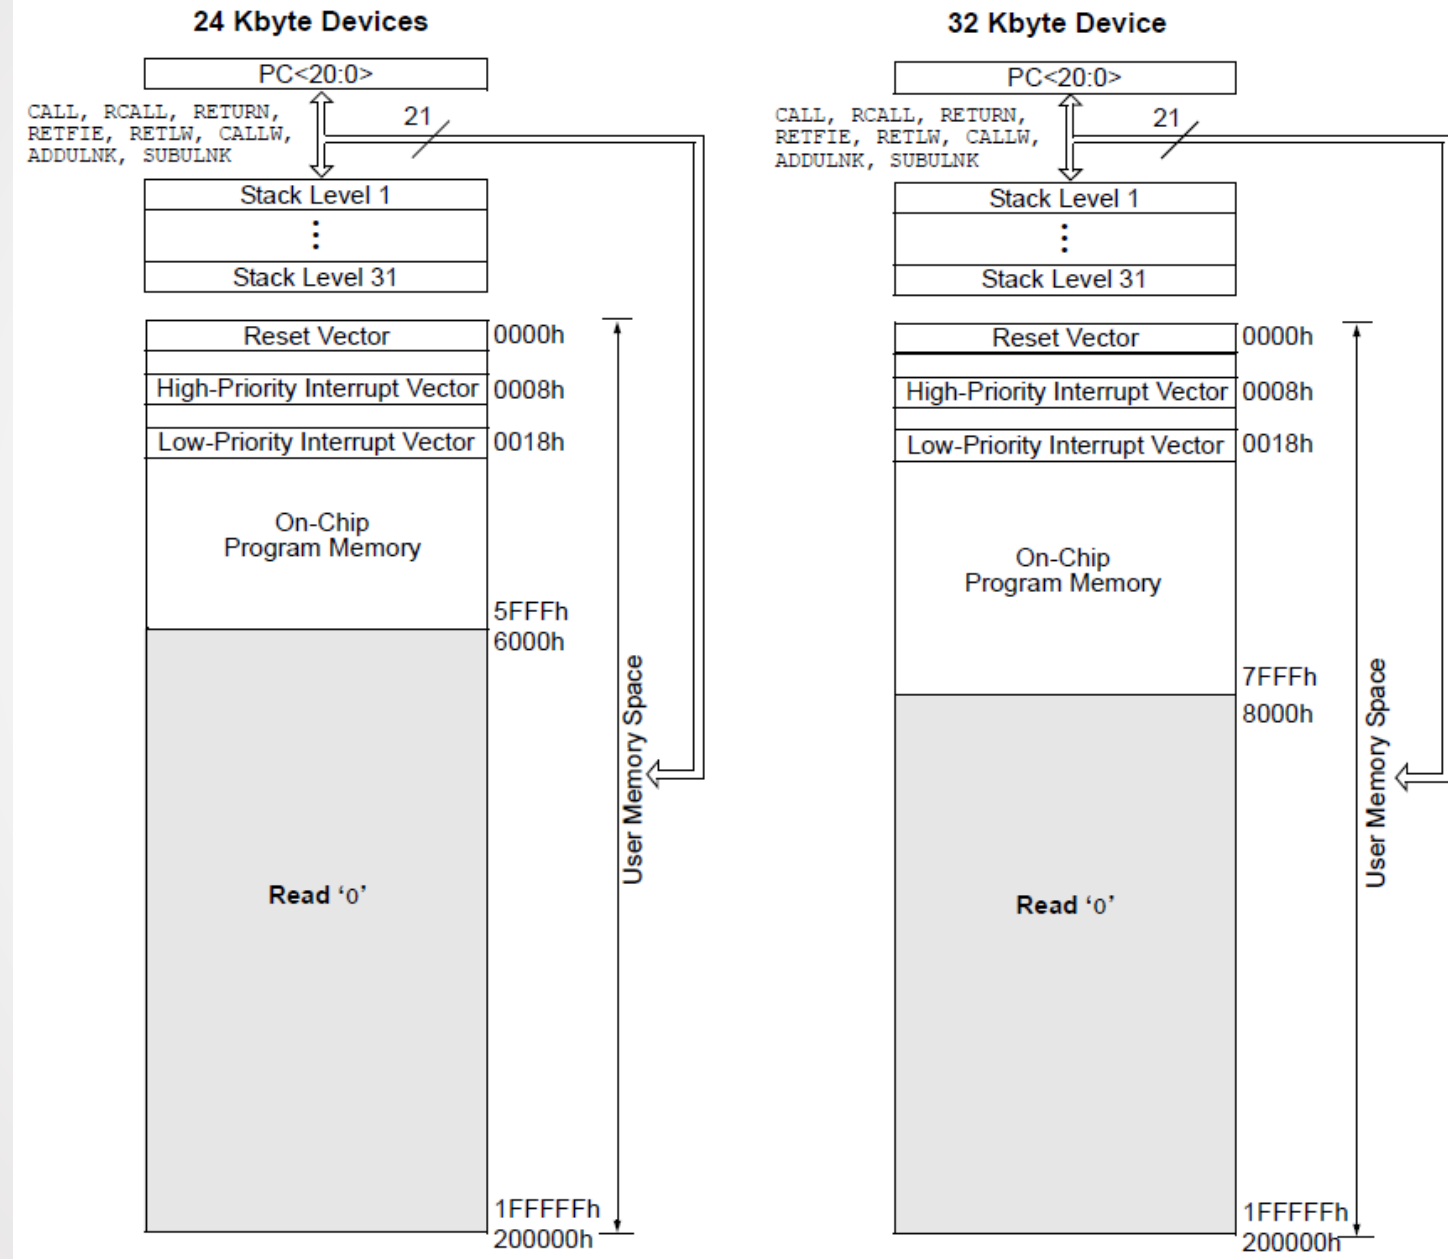 24 Kbyte Devices
PC<20:0>
CALL, RCALL, RETURN,
RETFIE, RETLW, CALLW,
ADDULNK, SUBULNK
21
Stack Level 1
Stack Level 31
Reset Vector
0000h
High-Priority Interrupt Vector
0008h
Low-Priority Interrupt Vector
0018h
On-Chip
Program Memory
5FFFh
6000h
User Memory Space
Read ‘0’
1FFFFFh
200000h
32 Kbyte Device
PC<20:0>
CALL, RCALL, RETURN,
RETFIE, RETLW, CALLW,
ADDULNK, SUBULNK
21
Stack Level 1
Stack Level 31
Reset Vector
0000h
High-Priority Interrupt Vector
0008h
Low-Priority Interrupt Vector
0018h
On-Chip
Program Memory
7FFFh
8000h
User Memory Space
Read ‘0’
1FFFFFh
200000h